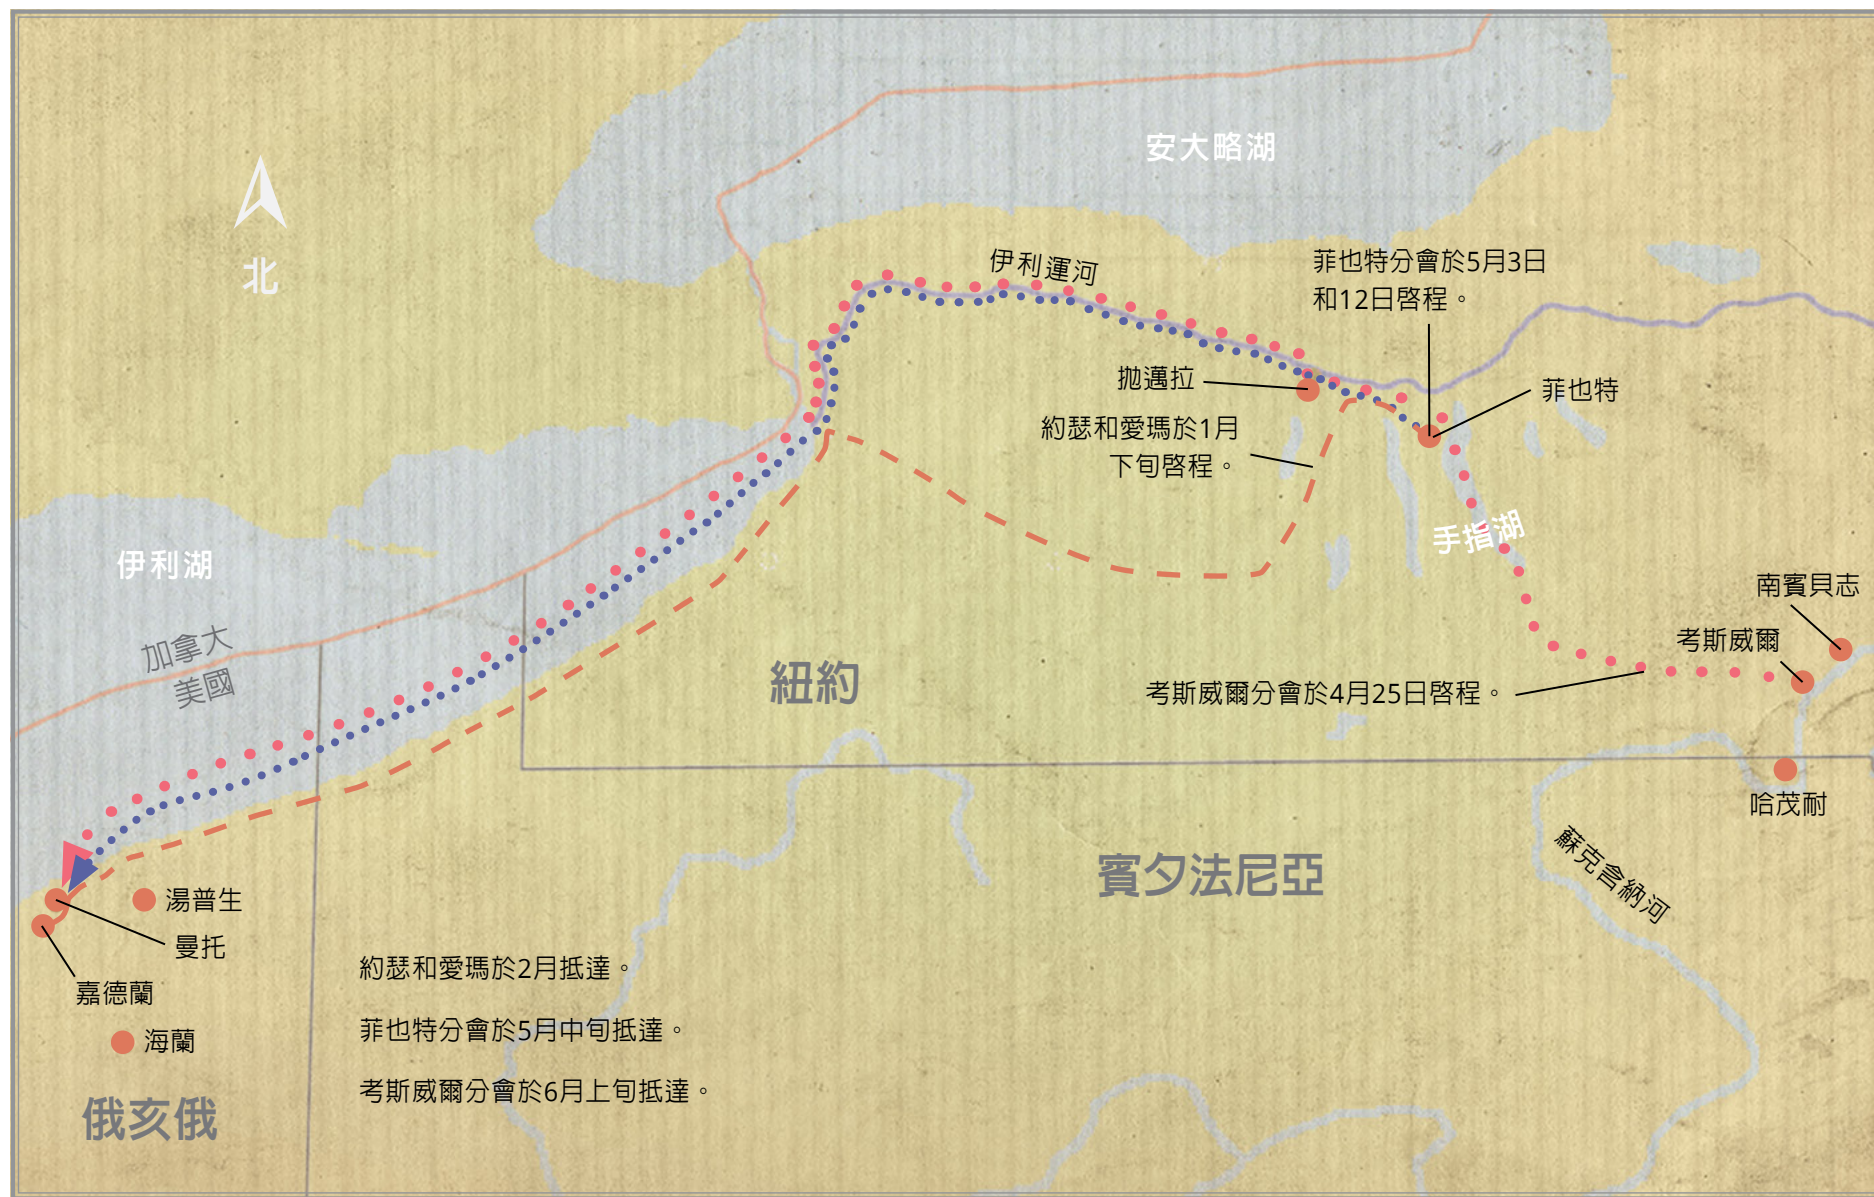 安大略湖
北
伊利運河
菲也特分會於5月3日
和12日啓程。
拋邁拉
菲也特
約瑟和愛瑪於1月
下旬啓程。
手指湖
伊利湖
加拿大
美國
南賓貝志
考斯威爾
紐約
考斯威爾分會於4月25日啓程。
哈茂耐
賓夕法尼亞
蘇克含納河
湯普生
曼托
嘉德蘭
約瑟和愛瑪於2月抵達。
菲也特分會於5月中旬抵達。
海蘭
考斯威爾分會於6月上旬抵達。
俄亥俄